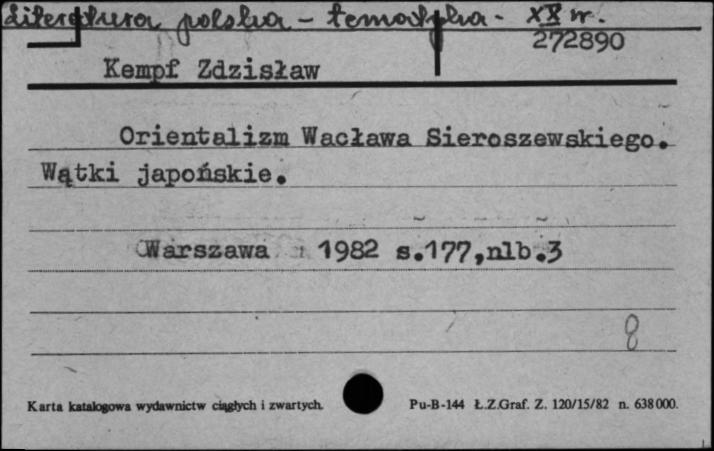 Literatura polska - tematyka - XX w.
272890
Kempf Zdzisław
Orientalizm Wacława Sieroszewskiego.
Wątki japońskie.
Warszawa 1982 s.177,nlb.3
8
Karta katalogowa wydawnictw ciągłych i zwartych. Pu-B-144 Ł.Z.Graf. Z. 120/15/82 n. 638000.